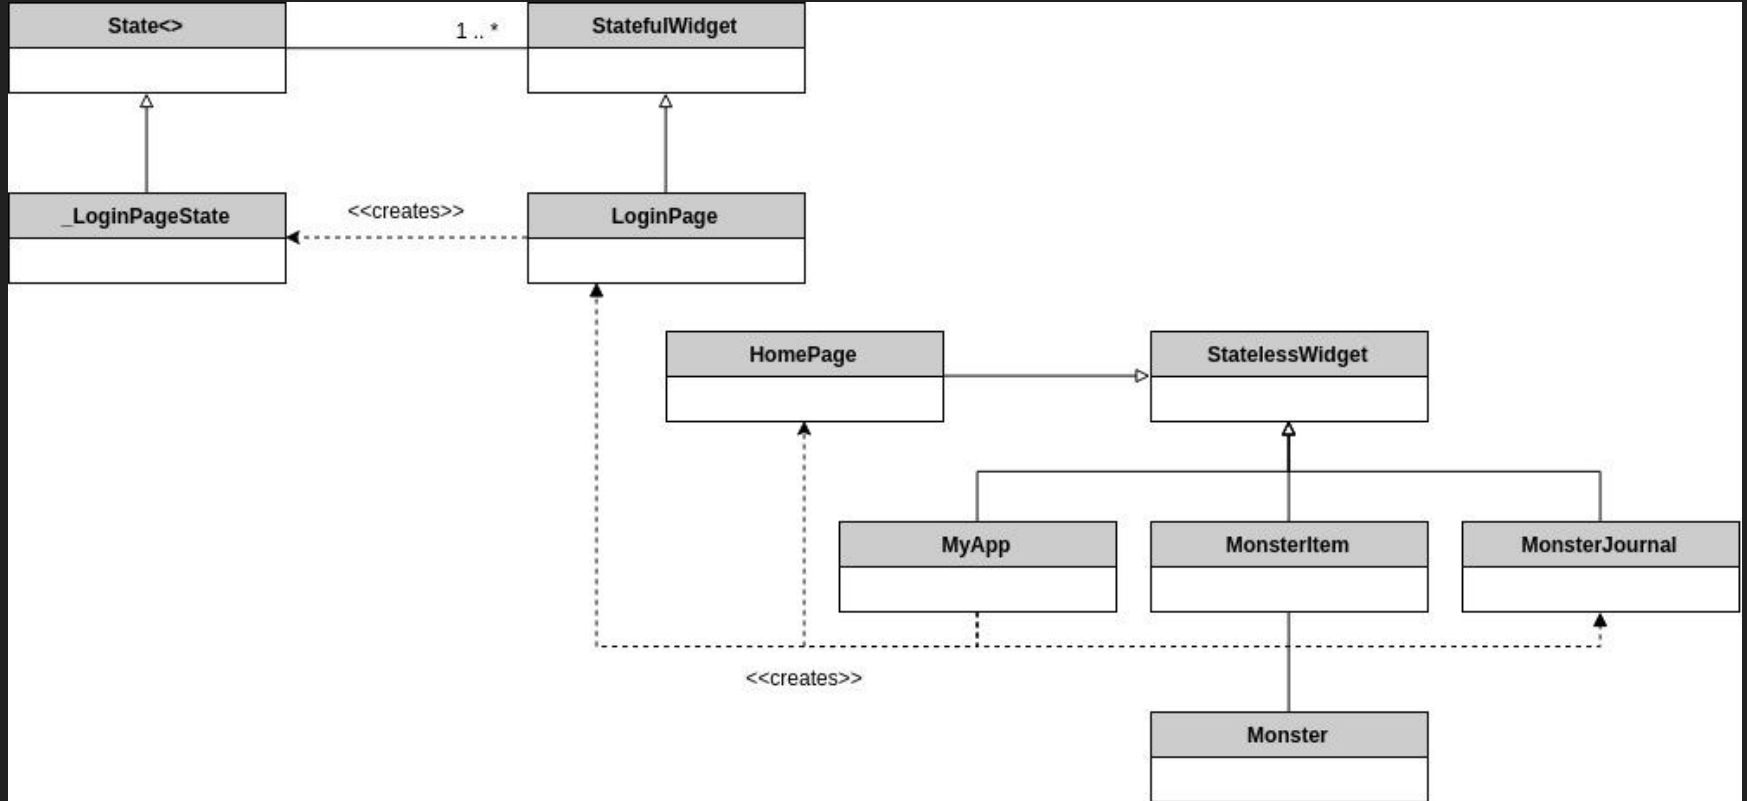 State<>
1 .. *
StatefulWidget
_LoginPageState
<<creates>>
LoginPage
HomePage
StatelessWidget
MyApp
MonsterItem
MonsterJournal
<<creates>>
Monster